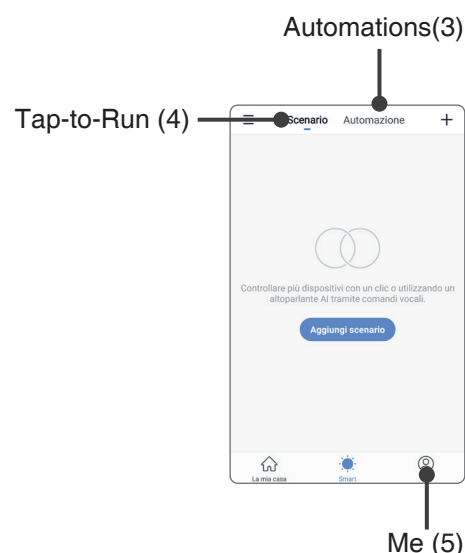 Automations(3)
Tap-to-Run (4)
Scenario Automazione +
Controllare più dispositivi con un clic o utilizzando un
altoparlante AI tramite comandi vocali.
Aggiungi scenario
La mia casa Smart
Me (5)